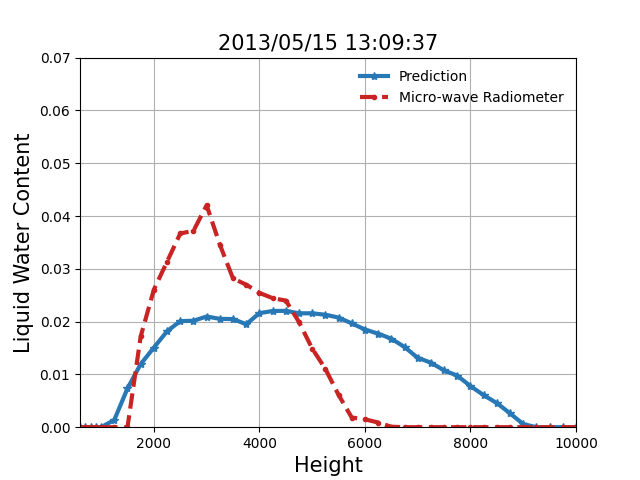 2013/05/15 13:09:37
0.07
0.06
0.05
0.04
0.03
0.02
0.01
0.00
Liquid Water Content
Prediction
Micro-wave Radiometer
2000 4000 6000 8000 10000
Height